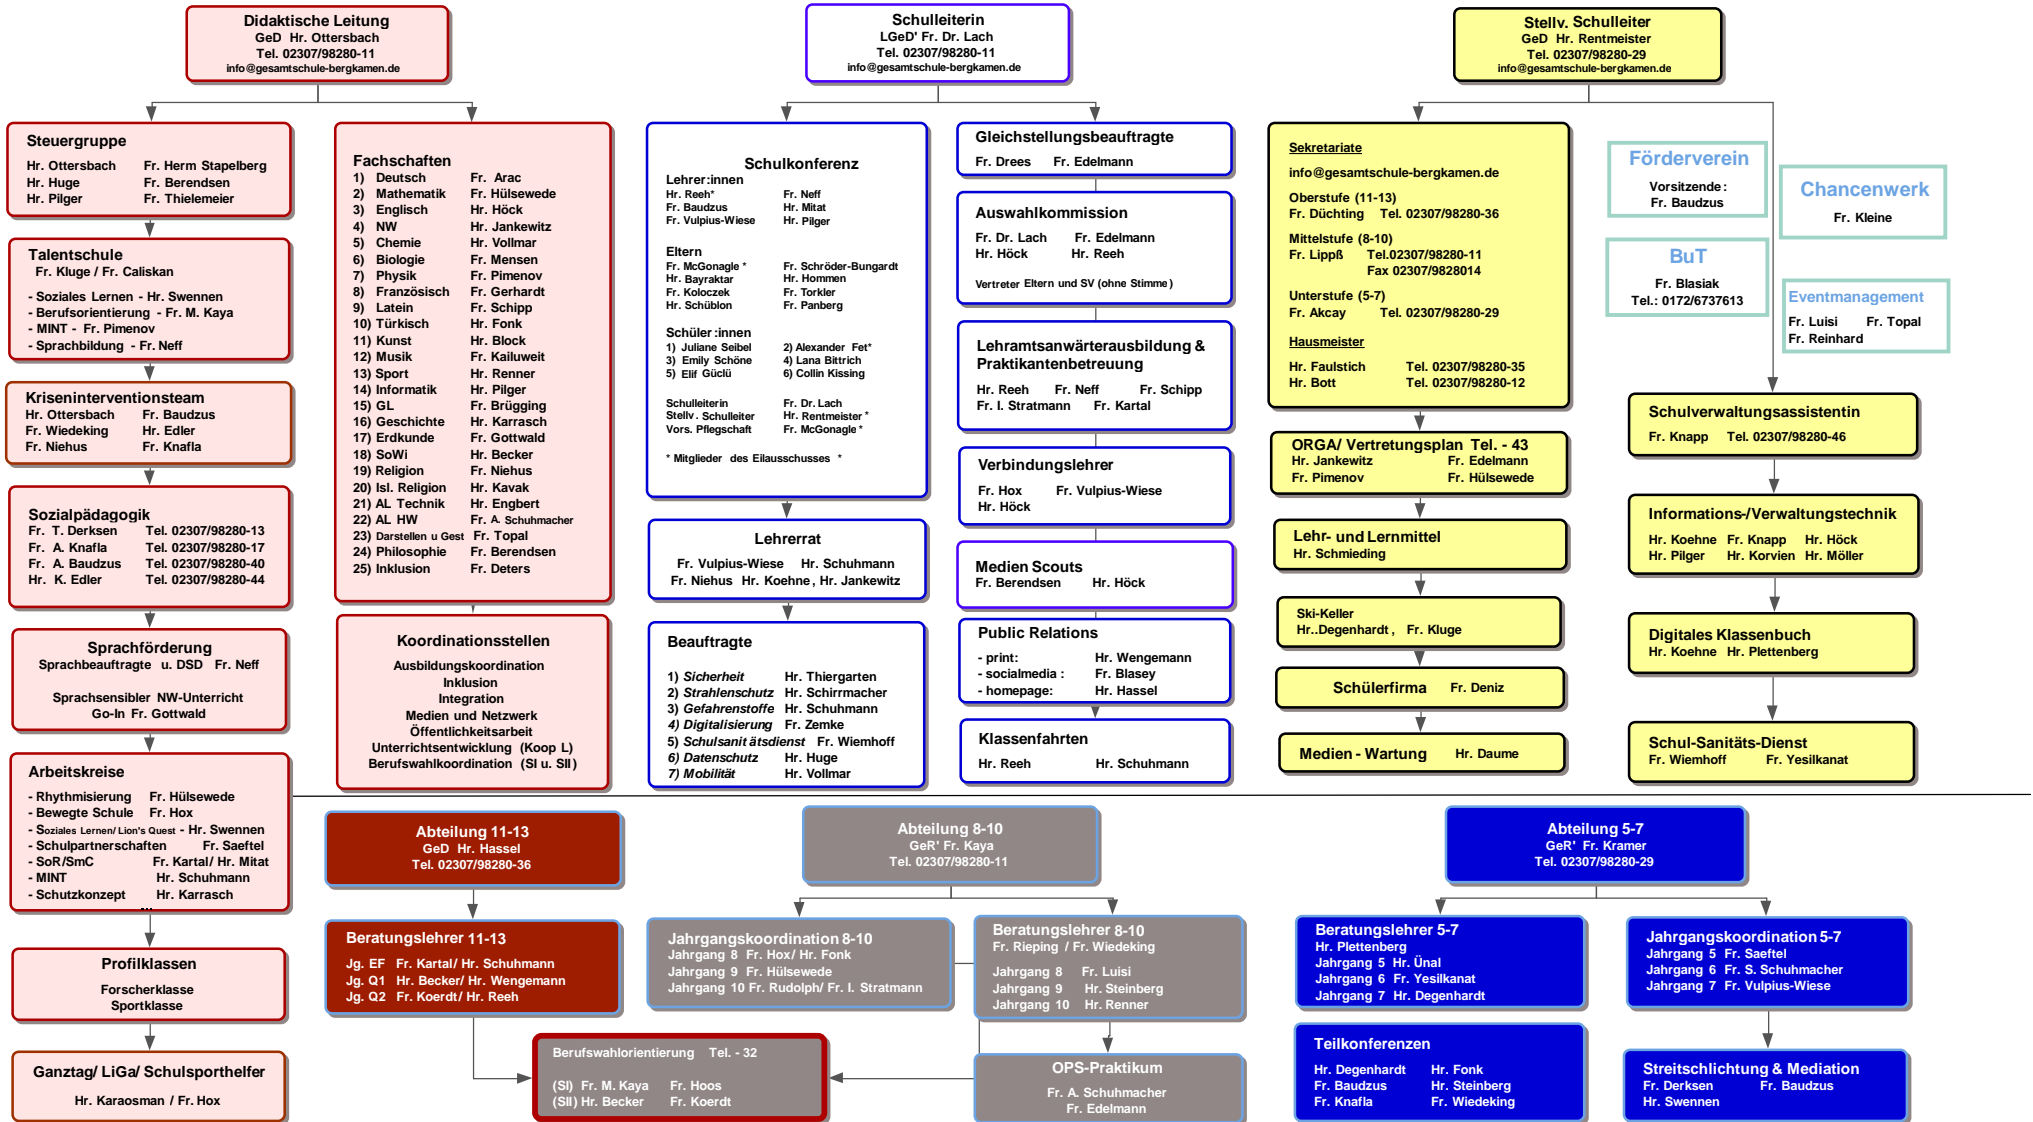 Didaktische Leitung
GeD Hr. Ottersbach
Tel. 02307/98280-11
info@gesamtschule-bergkamen.de
Schulleiterin
LGeD' Fr. Dr. Lach
Tel. 02307/98280-11
info@gesamtschule-bergkamen.de
Stellv. Schulleiter
GeD Hr. Rentmeister
Tel. 02307/98280-29
info@gesamtschule-bergkamen.de
Steuergruppe
Hr. Ottersbach Fr. Herm Stapelberg
Hr. Huge Fr. Berendsen
Hr. Pilger Fr. Thielemeier
Talentschule
Fr. Kluge / Fr. Caliskan
- Soziales Lernen - Hr. Swennen
- Berufsorientierung - Fr. M. Kaya
- MINT - Fr. Pimenov
- Sprachbildung - Fr. Neff
Kriseninterventionsteam
Hr. Ottersbach Fr. Baudzus
Fr. Wiedeking Hr. Edler
Fr. Niehus Fr. Knafla
Sozialpädagogik
Fr. T. Derksen Tel. 02307/98280-13
Fr. A. Knafla Tel. 02307/98280-17
Fr. A. Baudzus Tel. 02307/98280-40
Hr. K. Edler Tel. 02307/98280-44
Sprachförderung
Sprachbeauftragte u. DSD Fr. Neff
Sprachsensibler NW-Unterricht
Go-In Fr. Gottwald
Arbeitskreise
- Rhythmisierung Fr. Hülsewede
- Bewegte Schule Fr. Hox
- Soziales Lernen/ Lion's Quest - Hr. Swennen
- Schulpartnerschaften Fr. Saeftel
- SoR/SmC Fr. Kartal/ Hr. Mitat
- MINT Hr. Schuhmann
- Schutzkonzept Hr. Karrasch
...
Profilklassen
Forscherklasse
Sportklasse
Ganztag/ LiGa/ Schulsporthelfer
Hr. Karaosman / Fr. Hox
Fachschaften
1) Deutsch Fr. Arac
2) Mathematik Fr. Hülsewede
3) Englisch Hr. Höck
4) NW Hr. Jankewitz
5) Chemie Hr. Vollmar
6) Biologie Fr. Mensen
7) Physik Fr. Pimenov
8) Französisch Fr. Gerhardt
9) Latein Fr. Schipp
10) Türkisch Hr. Fonk
11) Kunst Hr. Block
12) Musik Fr. Kailuweit
13) Sport Hr. Renner
14) Informatik Hr. Pilger
15) GL Fr. Brügging
16) Geschichte Hr. Karrasch
17) Erdkunde Fr. Gottwald
18) SoWi Hr. Becker
19) Religion Fr. Niehus
20) Isl. Religion Hr. Kavak
21) AL Technik Hr. Engbert
22) AL HW Fr. A. Schuhmacher
23) Darstellen u Gest Fr. Topal
24) Philosophie Fr. Berendsen
25) Inklusion Fr. Deters
Koordinationsstellen
Ausbildungskoordination
Inklusion
Integration
Medien und Netzwerk
Öffentlichkeitsarbeit
Unterrichtsentwicklung (Koop L)
Berufswahlkoordination (SI u. SII)
Schulkonferenz
Lehrer:innen
Hr. Reeh* Fr. Neff
Fr. Baudzus Hr. Mitat
Fr. Vulpius-Wiese Hr. Pilger
Eltern
Fr. McGonagle * Fr. Schröder-Bungardt
Hr. Bayraktar Hr. Hommen
Fr. Koloczek Fr. Torkler
Hr. Schüblon Fr. Panberg
Schüler :innen
1) Juliane Seibel 2) Alexander Fet*
3) Emily Schöne 4) Lana Bittrich
5) Elif Güclü 6) Collin Kissing
Schulleiterin Fr. Dr. Lach
Stellv. Schulleiter Hr. Rentmeister *
Vors. Pflegschaft Fr. McGonagle *
* Mitglieder des Eilausschusses *
Lehrerrat
Fr. Vulpius-Wiese Hr. Schuhmann
Fr. Niehus Hr. Koehne , Hr. Jankewitz
Beauftragte
1) Sicherheit Hr. Thiergarten
2) Strahlenschutz Hr. Schirrmacher
3) Gefahrenstoffe Hr. Schuhmann
4) Digitalisierung Fr. Zemke
5) Schulsanitätsdienst Fr. Wiemhoff
6) Datenschutz Hr. Huge
7) Mobilität Hr. Vollmar
Gleichstellungsbeauftragte
Fr. Drees Fr. Edelmann
Auswahlkommission
Fr. Dr. Lach Fr. Edelmann
Hr. Höck Hr. Reeh
Vertreter Eltern und SV (ohne Stimme)
Lehramtsanwärterausbildung &
Praktikantenbetreuung
Hr. Reeh Fr. Neff Fr. Schipp
Fr. I. Stratmann Fr. Kartal
Verbindungslehrer
Fr. Hox Fr. Vulpius-Wiese
Hr. Höck
Medien Scouts
Fr. Berendsen Hr. Höck
Public Relations
- print: Hr. Wengemann
- socialmedia : Fr. Blasey
- homepage: Hr. Hassel
Klassenfahrten
Hr. Reeh Hr. Schuhmann
Sekretariate
info@gesamtschule-bergkamen.de
Oberstufe (11-13)
Fr. Düchting Tel. 02307/98280-36
Mittelstufe (8-10)
Fr. Lippß Tel.02307/98280-11
Fax 02307/9828014
Unterstufe (5-7)
Fr. Akcay Tel. 02307/98280-29
Hausmeister
Hr. Faulstich Tel. 02307/98280-35
Hr. Bott Tel. 02307/98280-12
ORGA/ Vertretungsplan Tel. - 43
Hr. Jankewitz Fr. Edelmann
Fr. Pimenov Fr. Hülsewede
Lehr- und Lernmittel
Hr. Schmieding
Ski-Keller
Hr..Degenhardt , Fr. Kluge
Schülerfirma Fr. Deniz
Medien - Wartung Hr. Daume
Förderverein
Vorsitzende :
Fr. Baudzus
Chancenwerk
Fr. Kleine
BuT
Fr. Blasiak
Tel.: 0172/6737613
Eventmanagement
Fr. Luisi Fr. Topal
Fr. Reinhard
Schulverwaltungsassistentin
Fr. Knapp Tel. 02307/98280-46
Informations-/Verwaltungstechnik
Hr. Koehne Fr. Knapp Hr. Höck
Hr. Pilger Hr. Korvien Hr. Möller
Digitales Klassenbuch
Hr. Koehne Hr. Plettenberg
Schul-Sanitäts-Dienst
Fr. Wiemhoff Fr. Yesilkanat
Abteilung 11-13
GeD Hr. Hassel
Tel. 02307/98280-36
Beratungslehrer 11-13
Jg. EF Fr. Kartal/ Hr. Schuhmann
Jg. Q1 Hr. Becker/ Hr. Wengemann
Jg. Q2 Fr. Koerdt/ Hr. Reeh
Berufswahlorientierung Tel. - 32
(SI) Fr. M. Kaya Fr. Hoos
(SII) Hr. Becker Fr. Koerdt
Abteilung 8-10
GeR' Fr. Kaya
Tel. 02307/98280-11
Jahrgangskoordination 8-10
Jahrgang 8 Fr. Hox/ Hr. Fonk
Jahrgang 9 Fr. Hülsewede
Jahrgang 10 Fr. Rudolph/ Fr. I. Stratmann
Beratungslehrer 8-10
Fr. Rieping / Fr. Wiedeking
Jahrgang 8 Fr. Luisi
Jahrgang 9 Hr. Steinberg
Jahrgang 10 Hr. Renner
OPS-Praktikum
Fr. A. Schuhmacher
Fr. Edelmann
Abteilung 5-7
GeR' Fr. Kramer
Tel. 02307/98280-29
Beratungslehrer 5-7
Hr. Plettenberg
Jahrgang 5 Hr. Ünal
Jahrgang 6 Fr. Yesilkanat
Jahrgang 7 Hr. Degenhardt
Jahrgangskoordination 5-7
Jahrgang 5 Fr. Saeftel
Jahrgang 6 Fr. S. Schuhmacher
Jahrgang 7 Fr. Vulpius-Wiese
Teilkonferenzen
Hr. Degenhardt Hr. Fonk
Fr. Baudzus Hr. Steinberg
Fr. Knafla Fr. Wiedeking
Streitschlichtung & Mediation
Fr. Derksen Fr. Baudzus
Hr. Swennen